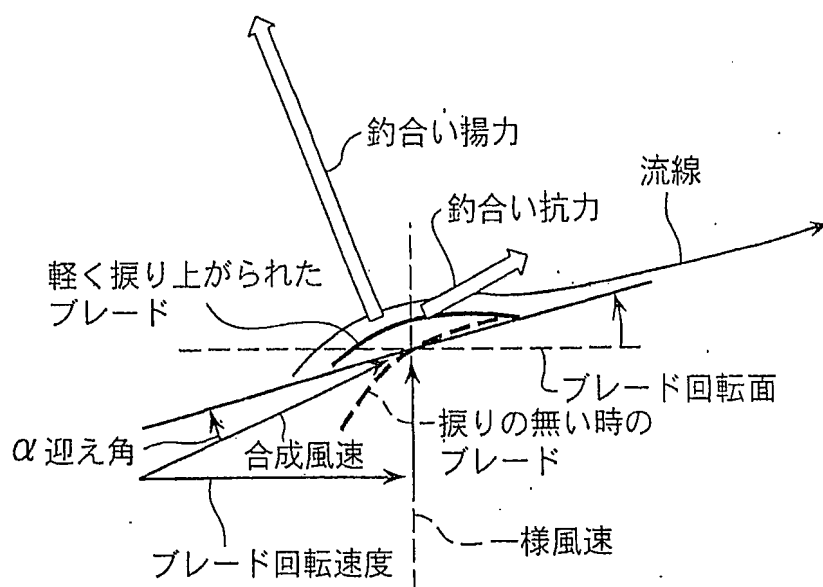 釣合い揚力
流線
釣合い抗力
軽く捩り上がられた
ブレード
ブレード回転面
捩りの無い時の
ブレード
α迎え角
合成風速
一様風速
ブレード回転速度